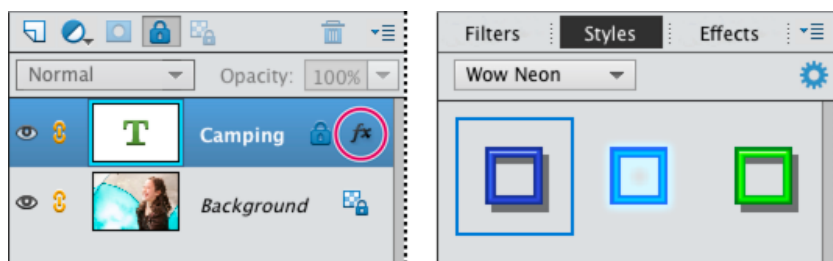 Normal Opacity: 100%
T Camping fx
Background
Filters Styles Effects
Wow Neon